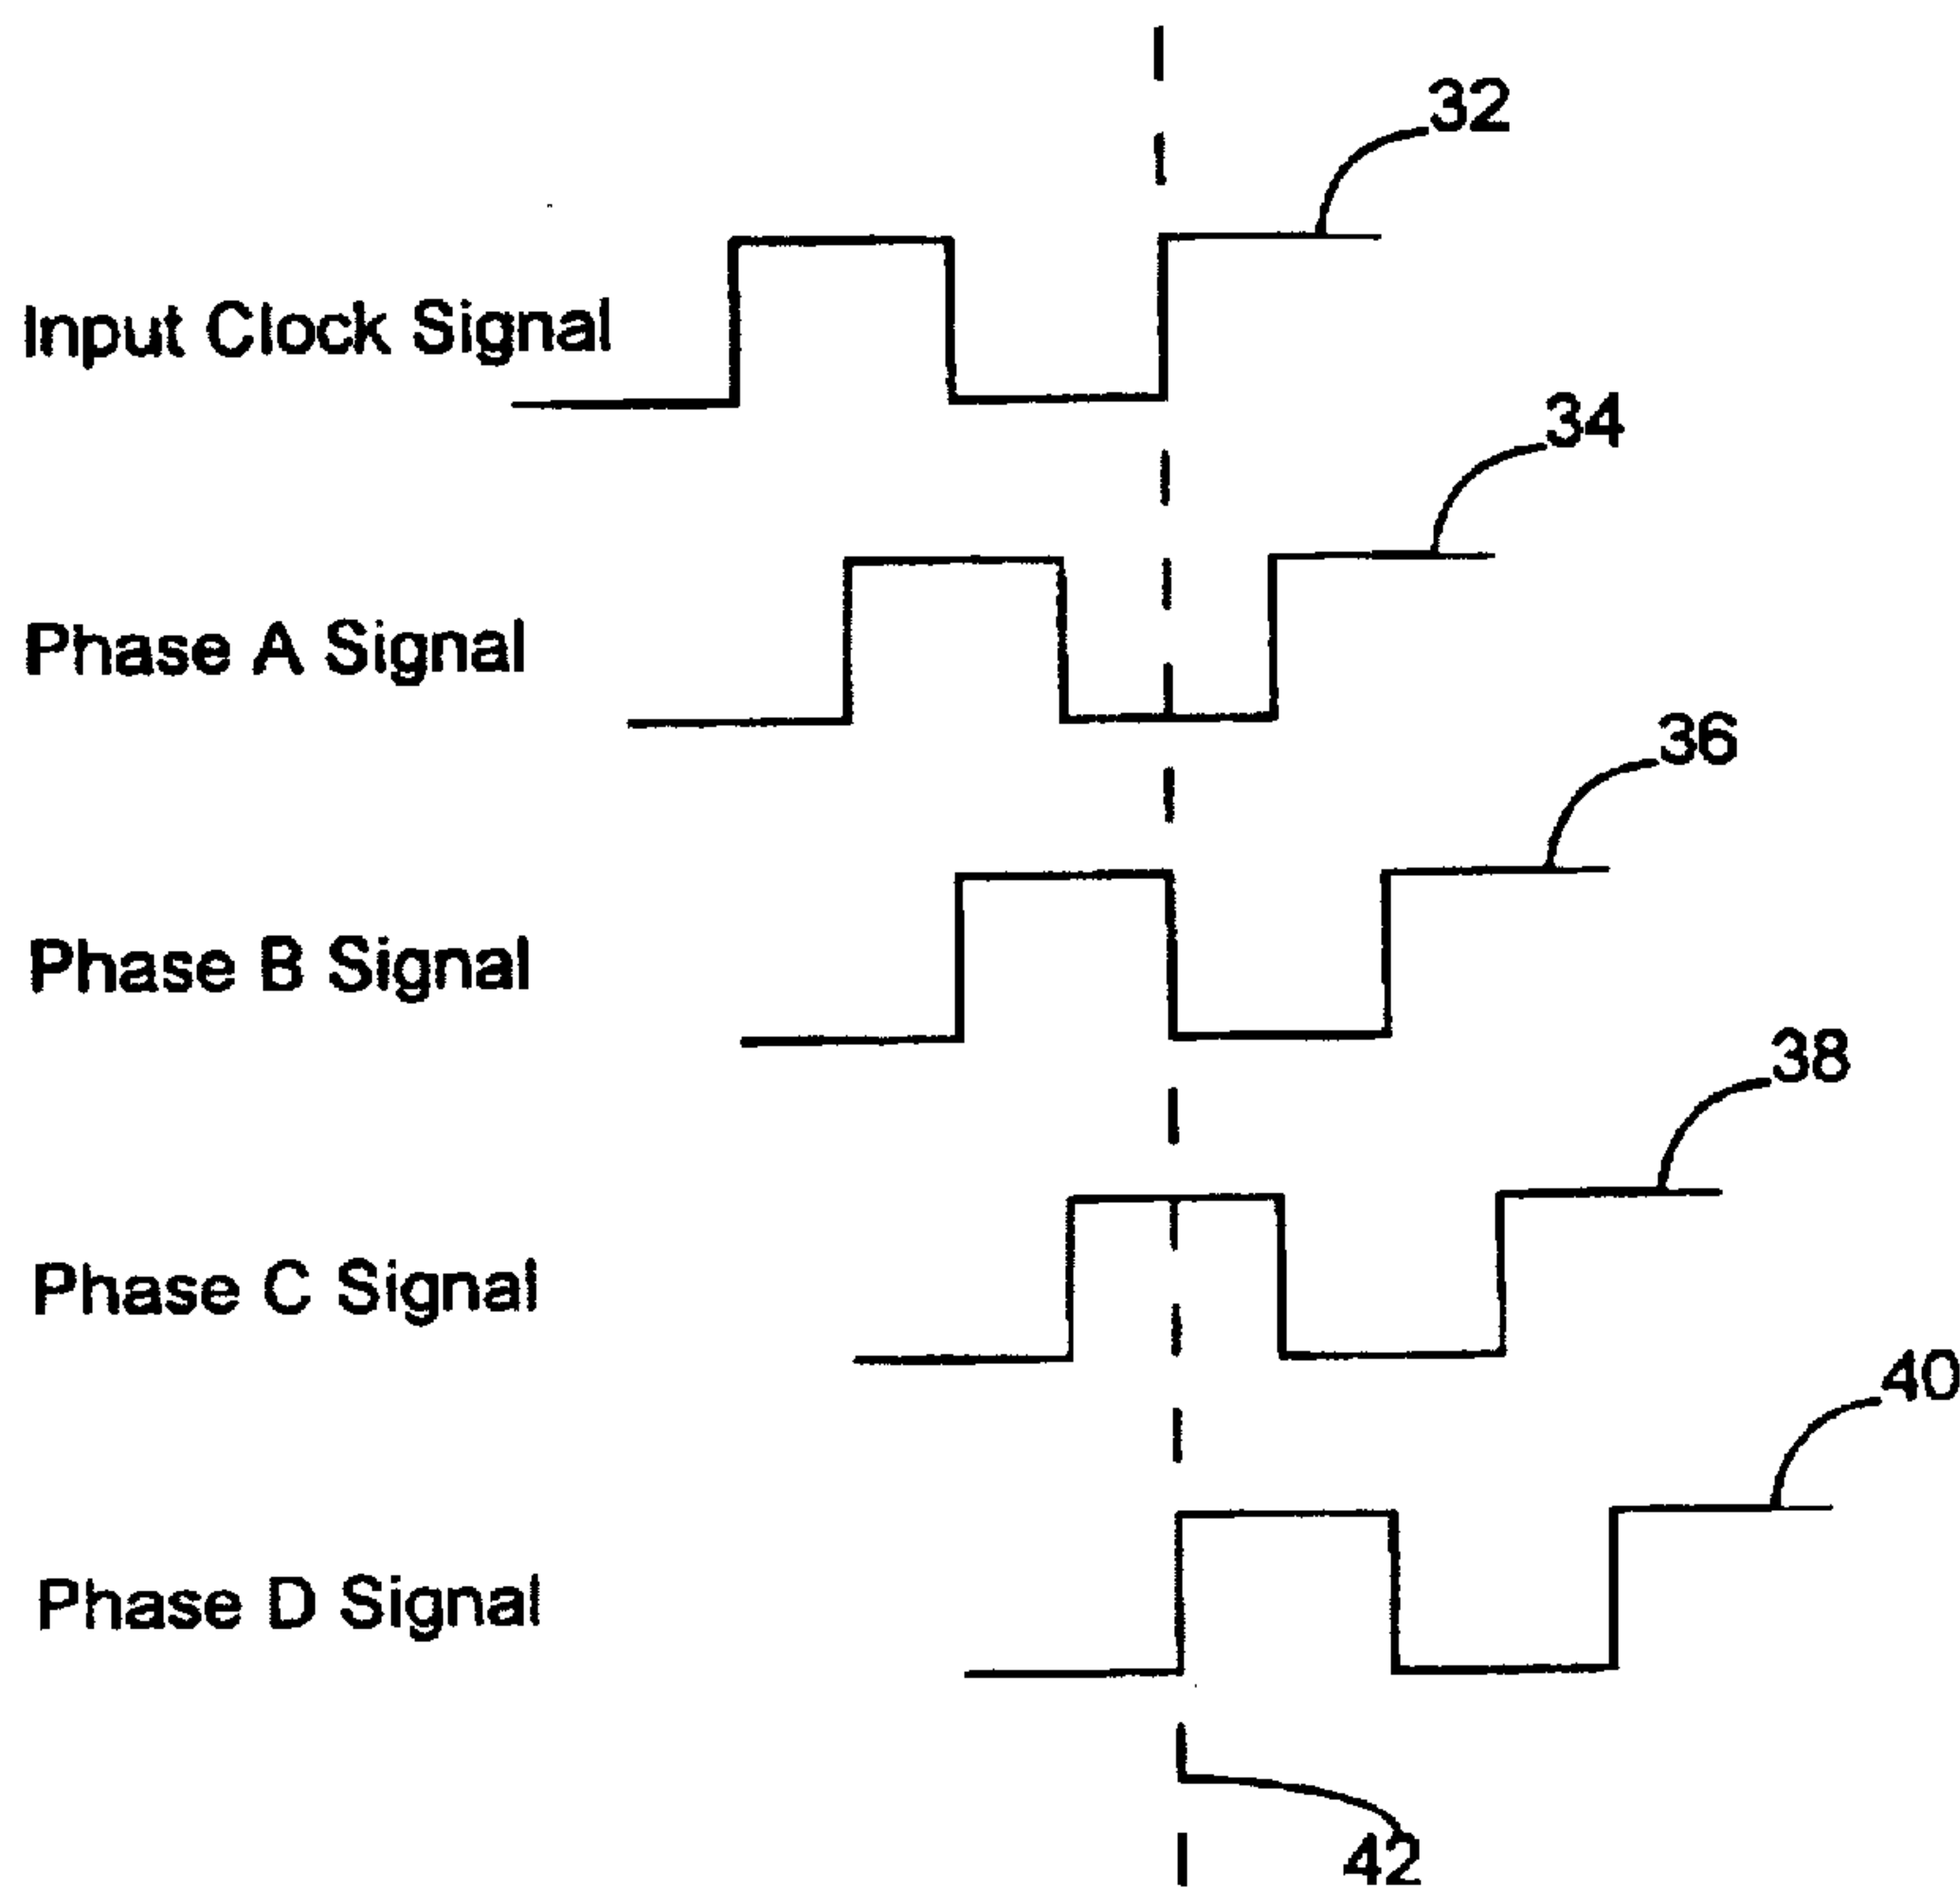 32
Input Clock Signal
34
Phase A Signal
36
Phase B Signal
38
Phase C Signal
40
Phase D Signal
42